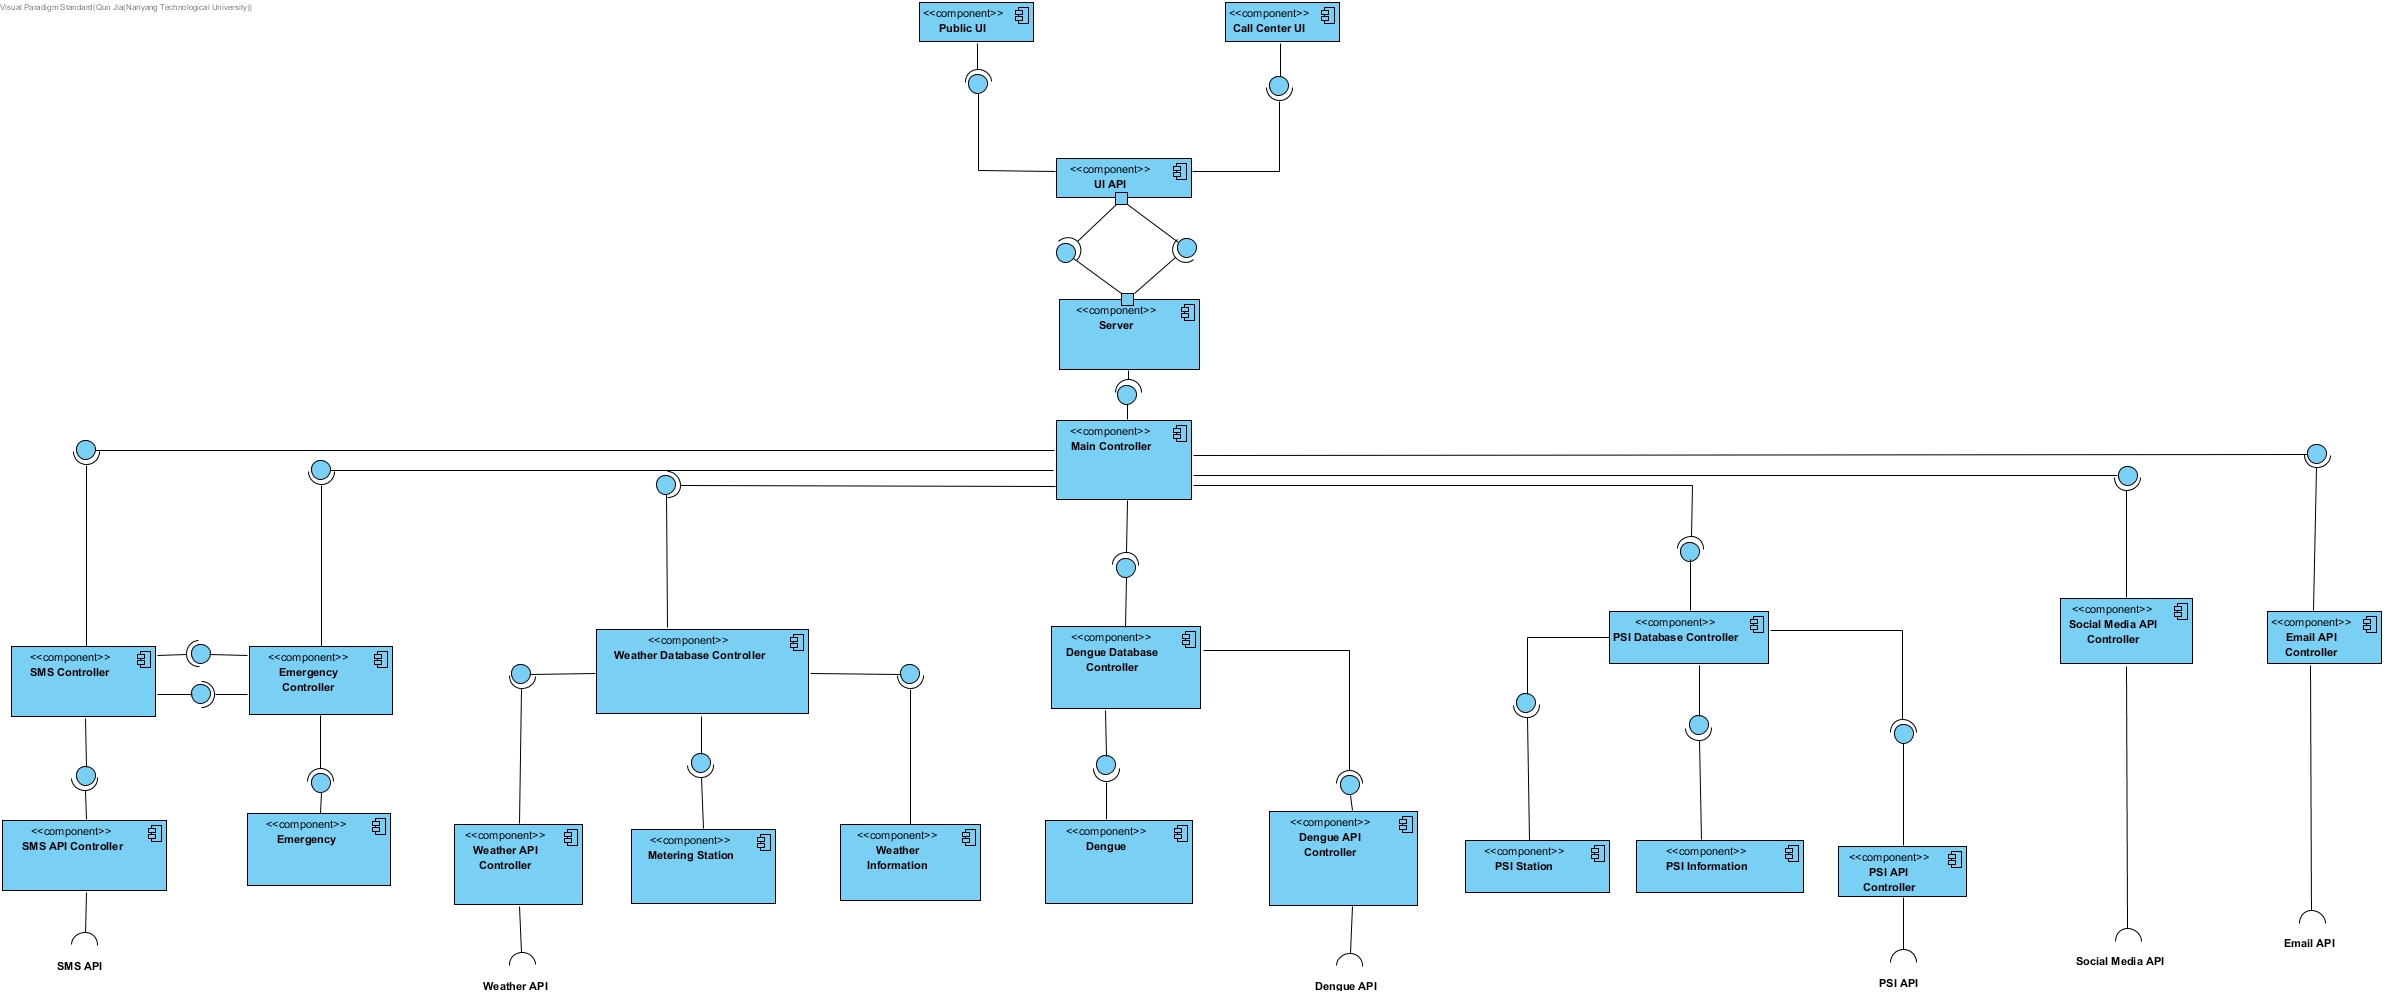 Visual Paradigm Standard(Qun Jia(Nanyang Technological University))
<<component>>
Public UI
<<component>>
Call Center UI
<<component>>
UI API
<<component>>
Server
<<component>>
Main Controller
<<component>>
SMS Controller
<<component>>
Emergency
Controller
<<component>>
Weather Database Controller
<<component>>
Dengue Database
Controller
<<component>>
PSI Database Controller
<<component>>
Social Media API
Controller
<<component>>
Email API
Controller
<<component>>
SMS API Controller
<<component>>
Emergency
<<component>>
Weather API
Controller
<<component>>
Metering Station
<<component>>
Weather
Information
<<component>>
Dengue
<<component>>
Dengue API
Controller
<<component>>
PSI Station
<<component>>
PSI Information
<<component>>
PSI API
Controller
SMS API
Weather API
Dengue API
PSI API
Social Media API
Email API